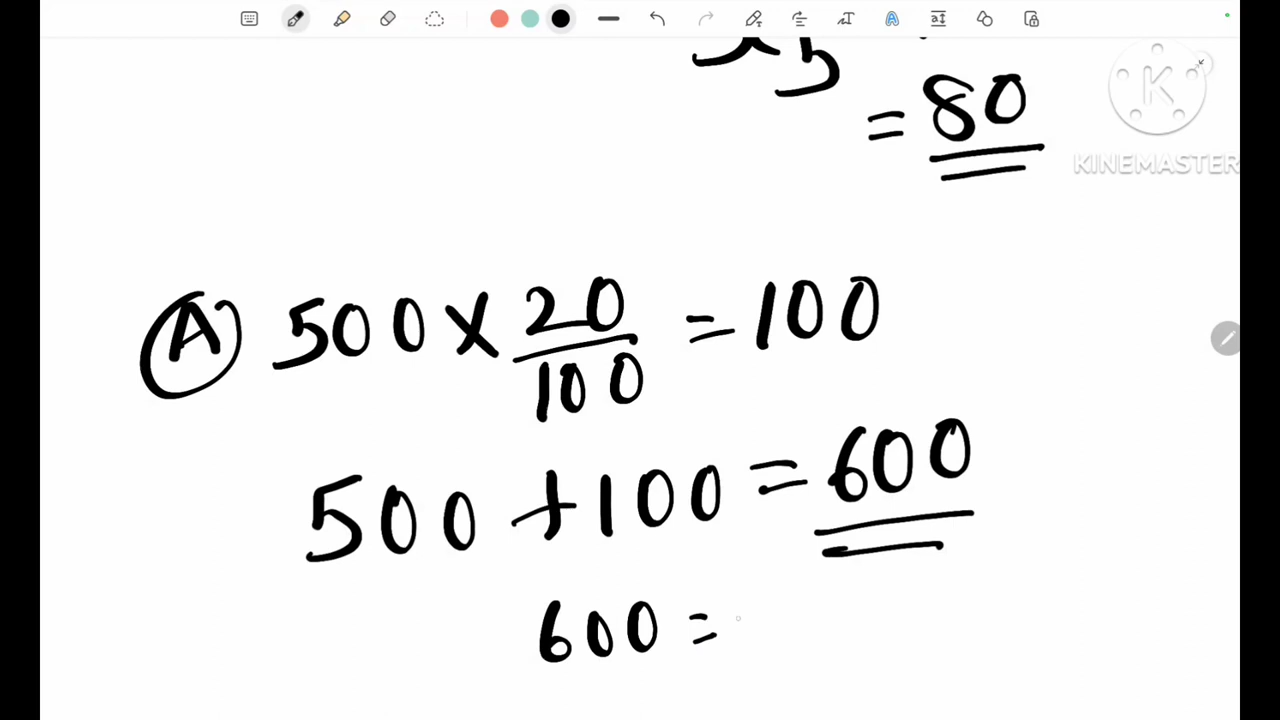 = 80
K
KINEMASTER
A 500 × 20/100 = 100
500 + 100 = 600
600 =